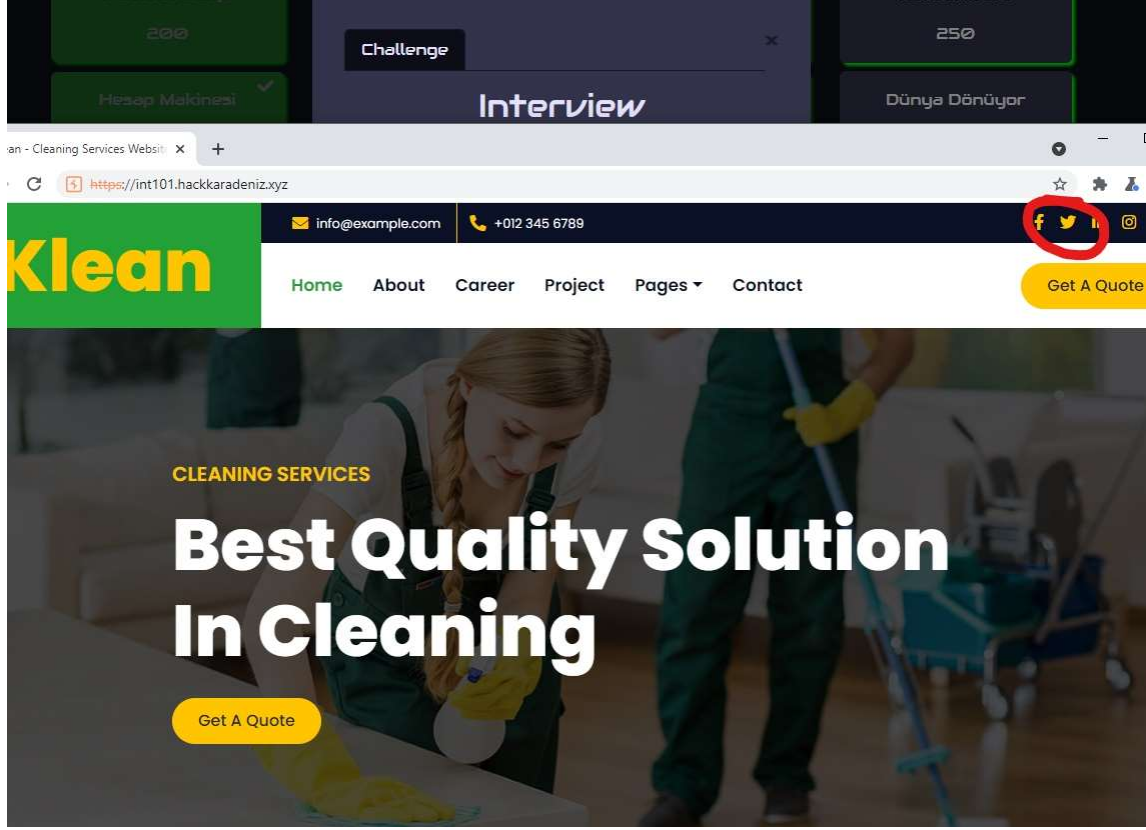 200
250
Challenge
Hesap Makinesi
Interview
Dünya Dönüyor
ean - Cleaning Services Websit
https://int101.hackkaradeniz.xyz
info@example.com
+012 345 6789
Klean
Home About Career Project Pages Contact
Get A Quote
CLEANING SERVICES
Best Quality Solution
In Cleaning
Get A Quote